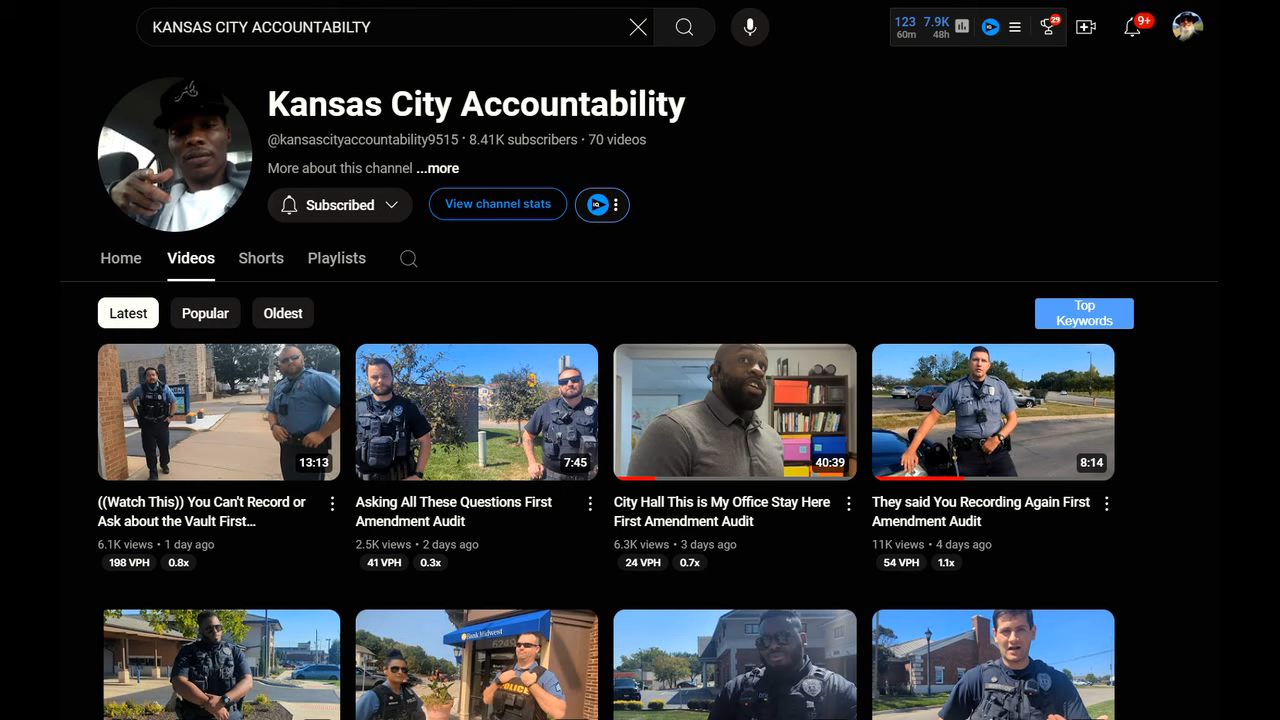 KANSAS CITY ACCOUNTABILTY
123 7.9K
60m 48h
29
9+
Kansas City Accountability
@kansascityaccountability9515 · 8.41K subscribers · 70 videos
More about this channel ...more
Subscribed
View channel stats
IQ
Home Videos Shorts Playlists
Latest Popular Oldest
Top
Keywords
13:13
7:45
40:39
8:14
((Watch This)) You Can't Record or
Ask about the Vault First...
6.1K views • 1 day ago
198 VPH 0.8x
Asking All These Questions First
Amendment Audit
2.5K views • 2 days ago
41 VPH 0.3x
City Hall This is My Office Stay Here
First Amendment Audit
6.3K views • 3 days ago
24 VPH 0.7x
They said You Recording Again First
Amendment Audit
11K views • 4 days ago
54 VPH 1.1x
Bank Midwest
POLICE